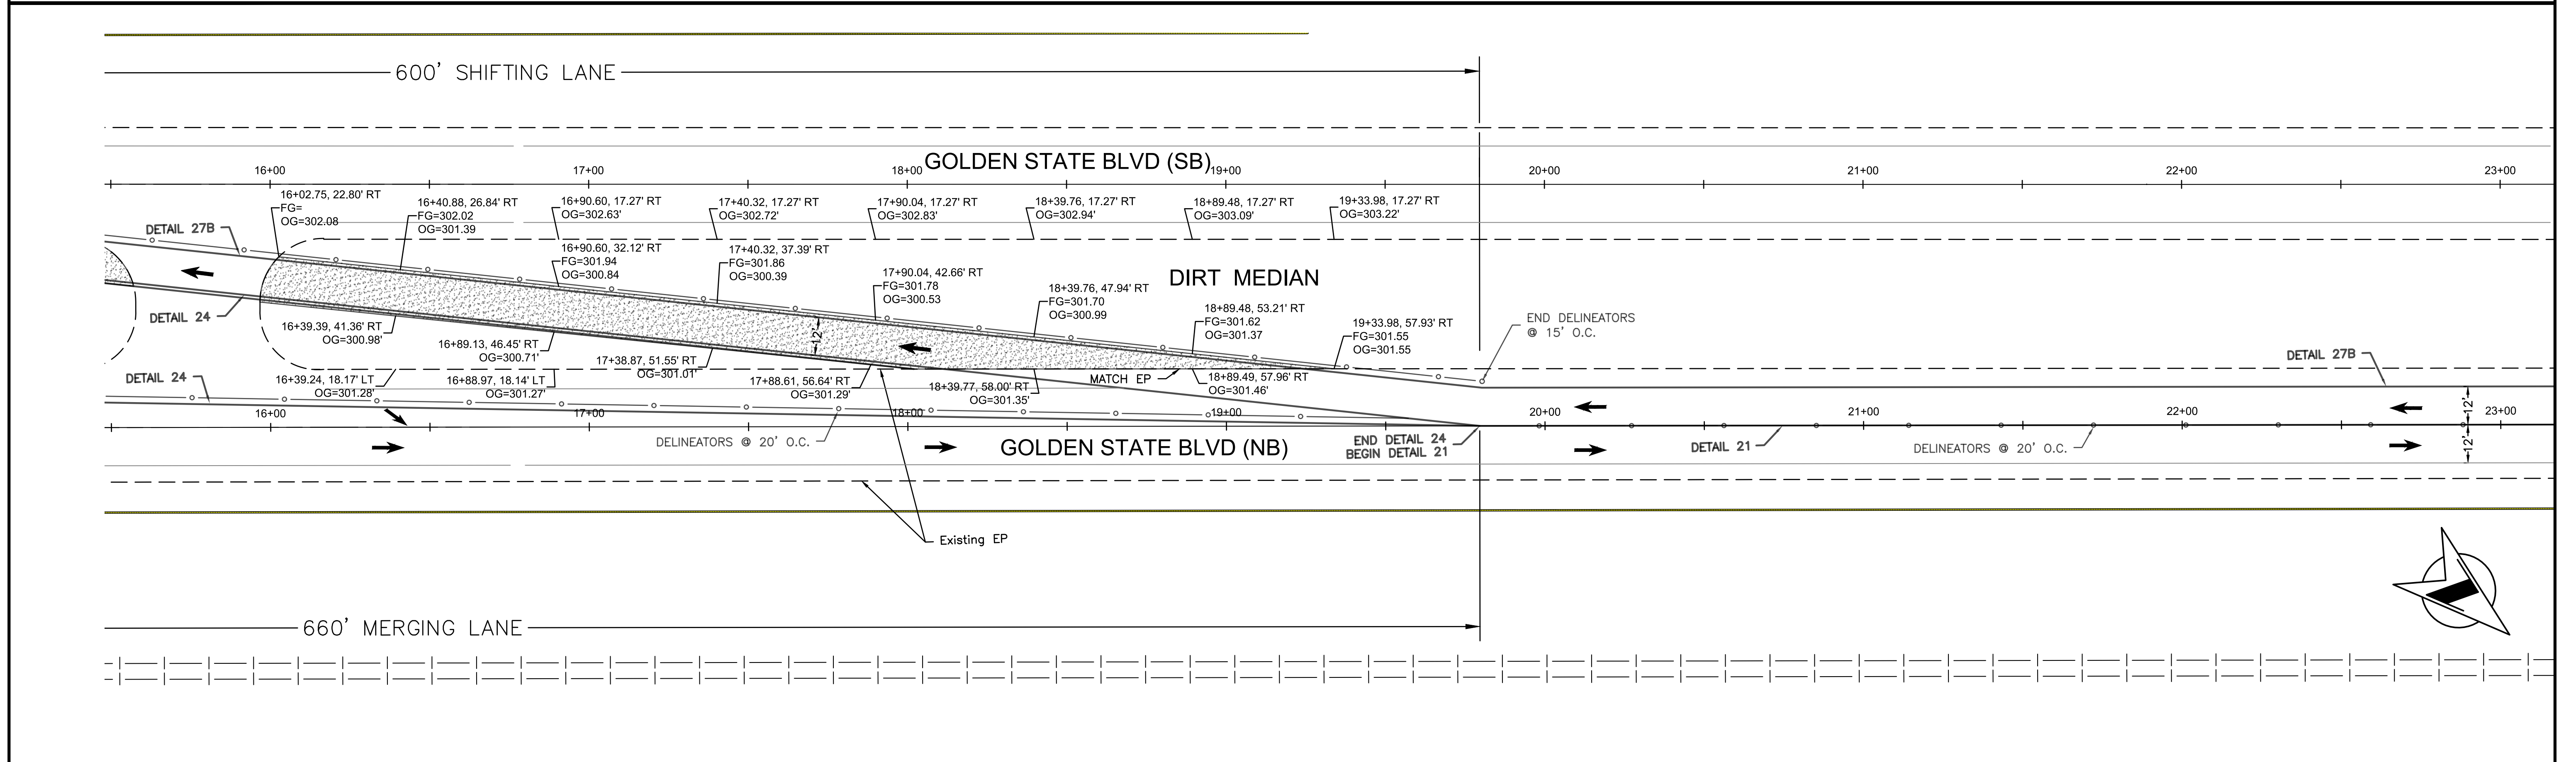 600' SHIFTING LANE
GOLDEN STATE BLVD (SB)
16+00
17+00
18+00
19+00
20+00
21+00
22+00
23+00
16+02.75, 22.80' RT
FG=
OG=302.08
16+40.88, 26.84' RT
FG=302.02
OG=301.39
16+90.60, 17.27' RT
OG=302.63'
17+40.32, 17.27' RT
OG=302.72'
17+90.04, 17.27' RT
OG=302.83'
18+39.76, 17.27' RT
OG=302.94'
18+89.48, 17.27' RT
OG=303.09'
19+33.98, 17.27' RT
OG=303.22'
DETAIL 27B
16+90.60, 32.12' RT
FG=301.94
OG=300.84
17+40.32, 37.39' RT
FG=301.86
OG=300.39
17+90.04, 42.66' RT
FG=301.78
OG=300.53
18+39.76, 47.94' RT
FG=301.70
OG=300.99
DIRT MEDIAN
18+89.48, 53.21' RT
FG=301.62
OG=301.37
19+33.98, 57.93' RT
FG=301.55
OG=301.55
END DELINEATORS
@ 15' O.C.
DETAIL 24
16+39.39, 41.36' RT
OG=300.98'
16+89.13, 46.45' RT
OG=300.71'
17+38.87, 51.55' RT
OG=301.01'
12'
DETAIL 27B
DETAIL 24
16+39.24, 18.17' LT
OG=301.28'
16+88.97, 18.14' LT
OG=301.27'
17+88.61, 56.64' RT
OG=301.29'
18+39.77, 58.00' RT
OG=301.35'
MATCH EP
18+89.49, 57.96' RT
OG=301.46'
16+00
17+00
18+00
19+00
20+00
21+00
22+00
12'
23+00
DELINEATORS @ 20' O.C.
GOLDEN STATE BLVD (NB)
END DETAIL 24
BEGIN DETAIL 21
DETAIL 21
DELINEATORS @ 20' O.C.
12'
Existing EP
660' MERGING LANE